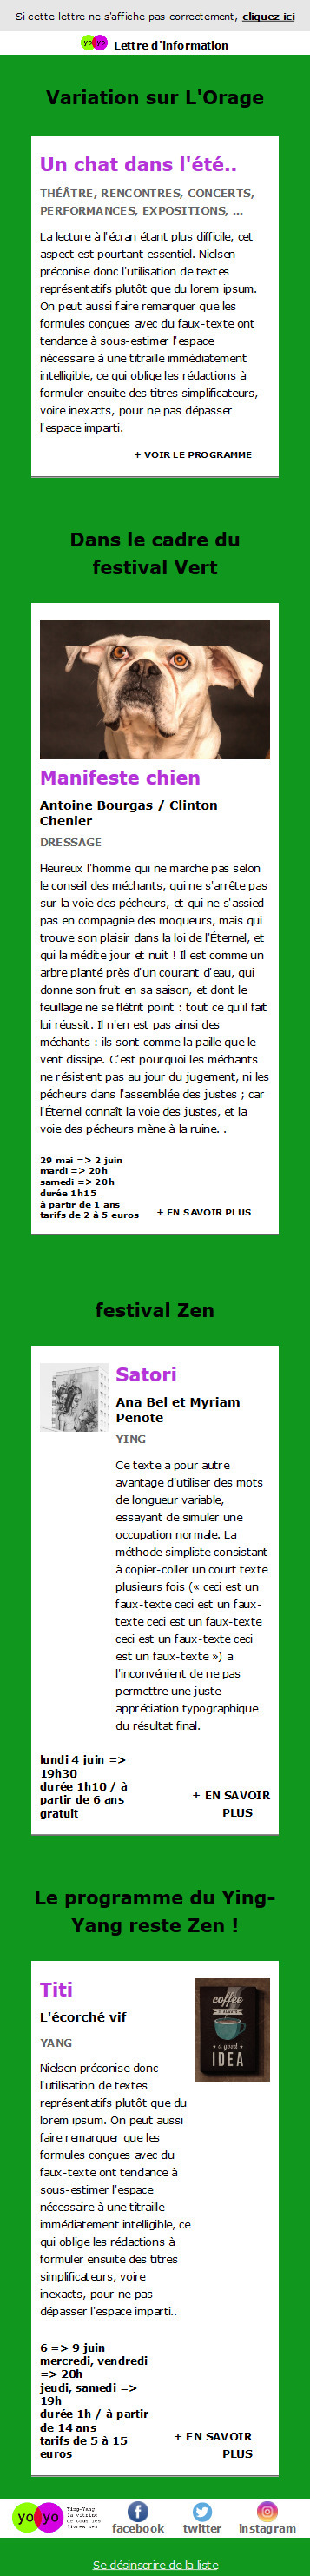 Si cette lettre ne s'affiche pas correctement, cliquez ici
yo yo Lettre d'information
Variation sur L'Orage
Un chat dans l'été..
THÉÂTRE, RENCONTRES, CONCERTS,
PERFORMANCES, EXPOSITIONS, ...
La lecture à l'écran étant plus difficile, cet
aspect est pourtant essentiel. Nielsen
préconise donc l'utilisation de textes
représentatifs plutôt que du lorem ipsum.
On peut aussi faire remarquer que les
formules conçues avec du faux-texte ont
tendance à sous-estimer l'espace
nécessaire à une titraille immédiatement
intelligible, ce qui oblige les rédactions à
formuler ensuite des titres simplificateurs,
voire inexacts, pour ne pas dépasser
l'espace imparti.
+ VOIR LE PROGRAMME
Dans le cadre du
festival Vert
Manifeste chien
Antoine Bourgas / Clinton
Chenier
DRESSAGE
Heureux l'homme qui ne marche pas selon
le conseil des méchants, qui ne s'arrête pas
sur la voie des pécheurs, et qui ne s'assied
pas en compagnie des moqueurs, mais qui
trouve son plaisir dans la loi de l'Éternel, et
qui la médite jour et nuit ! Il est comme un
arbre planté près d'un courant d'eau, qui
donne son fruit en sa saison, et dont le
feuillage ne se flétrit point : tout ce qu'il fait
lui réussit. Il n'en est pas ainsi des
méchants : ils sont comme la paille que le
vent dissipe. C'est pourquoi les méchants
ne résistent pas au jour du jugement, ni les
pécheurs dans l'assemblée des justes ; car
l'Éternel connaît la voie des justes, et la
voie des pécheurs mène à la ruine. .
29 mai => 2 juin
mardi => 20h
samedi => 20h
durée 1h15
à partir de 1 ans
tarifs de 2 à 5 euros
+ EN SAVOIR PLUS
festival Zen
Satori
Ana Bel et Myriam
Penote
YING
Ce texte a pour autre
avantage d'utiliser des mots
de longueur variable,
essayant de simuler une
occupation normale. La
méthode simpliste consistant
à copier-coller un court texte
plusieurs fois (« ceci est un
faux-texte ceci est un faux-
texte ceci est un faux-texte
ceci est un faux-texte ceci
est un faux-texte ») a
l'inconvénient de ne pas
permettre une juste
appréciation typographique
du résultat final.
lundi 4 juin =>
19h30
durée 1h10 / à
partir de 6 ans
gratuit
+ EN SAVOIR
PLUS
Le programme du Ying-
Yang reste Zen !
Titi
L'écorché vif
YANG
Nielsen préconise donc
l'utilisation de textes
représentatifs plutôt que du
lorem ipsum. On peut aussi
faire remarquer que les
formules conçues avec du
faux-texte ont tendance à
sous-estimer l'espace
nécessaire à une titraille
immédiatement intelligible, ce
qui oblige les rédactions à
formuler ensuite des titres
simplificateurs, voire
inexacts, pour ne pas
dépasser l'espace imparti..
coffee
a good
IDEA
6 => 9 juin
mercredi, vendredi
=> 20h
jeudi, samedi =>
19h
durée 1h / à partir
de 14 ans
tarifs de 5 à 15
euros
+ EN SAVOIR
PLUS
yo yo
Ting-Yang
la vitrine
de tous les
facebook
twitter
instagram
Se désinscrire de la liste